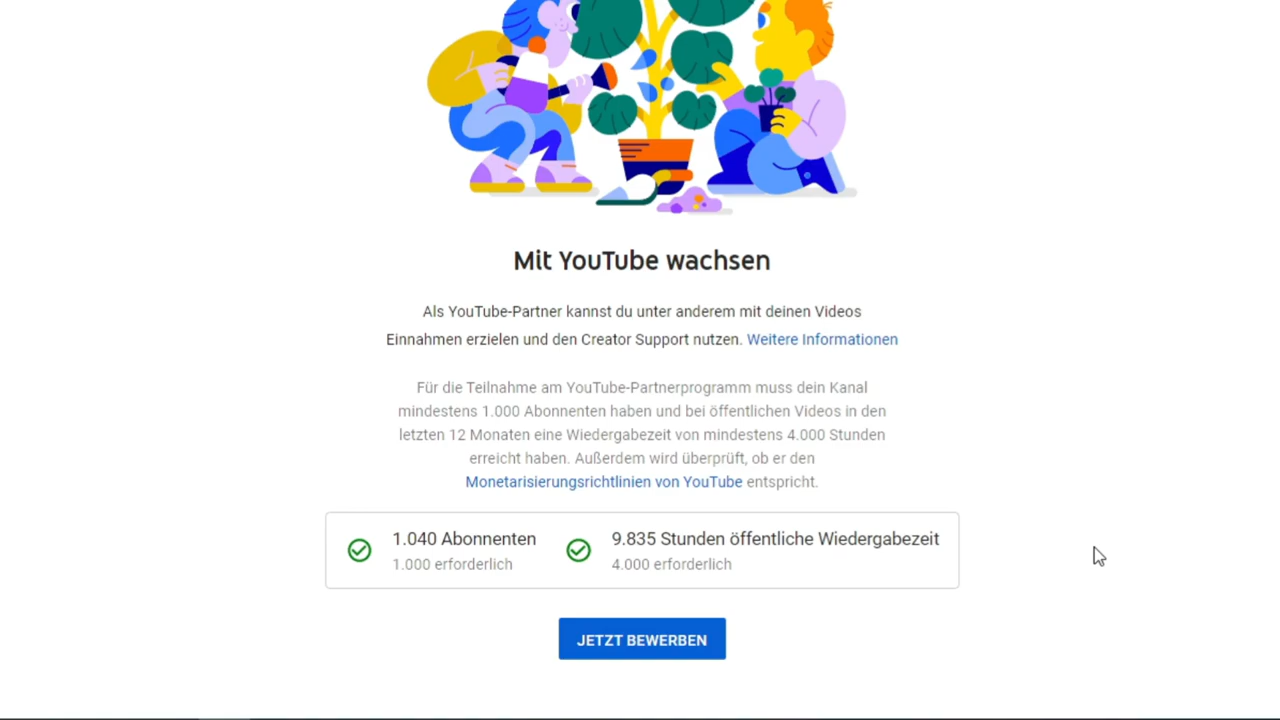 Mit YouTube wachsen
Als YouTube-Partner kannst du unter anderem mit deinen Videos
Einnahmen erzielen und den Creator Support nutzen. Weitere Informationen
Für die Teilnahme am YouTube-Partnerprogramm muss dein Kanal
mindestens 1.000 Abonnenten haben und bei öffentlichen Videos in den
letzten 12 Monaten eine Wiedergabezeit von mindestens 4.000 Stunden
erreicht haben. Außerdem wird überprüft, ob er den
Monetarisierungsrichtlinien von YouTube entspricht.
1.040 Abonnenten
1.000 erforderlich
9.835 Stunden öffentliche Wiedergabezeit
4.000 erforderlich
JETZT BEWERBEN